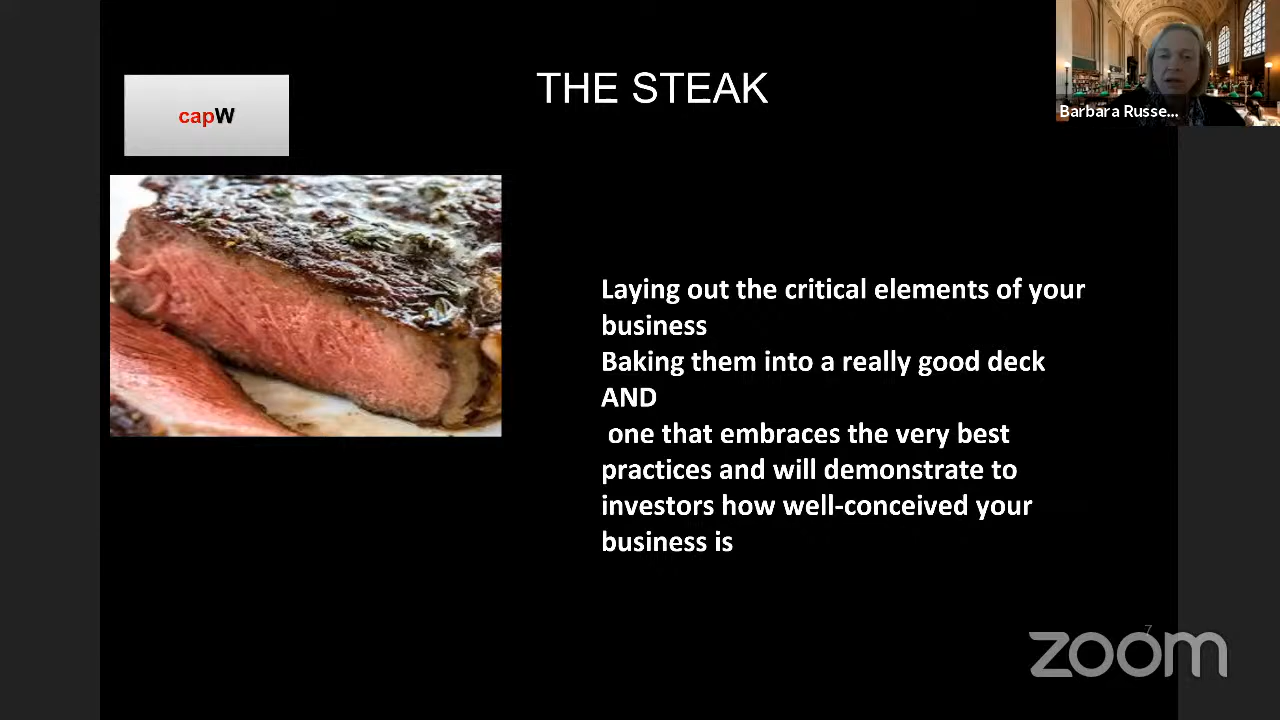 THE STEAK
capW
Barbara Russe...
Laying out the critical elements of your
business
Baking them into a really good deck
AND
one that embraces the very best
practices and will demonstrate to
investors how well-conceived your
business is
7
zoom